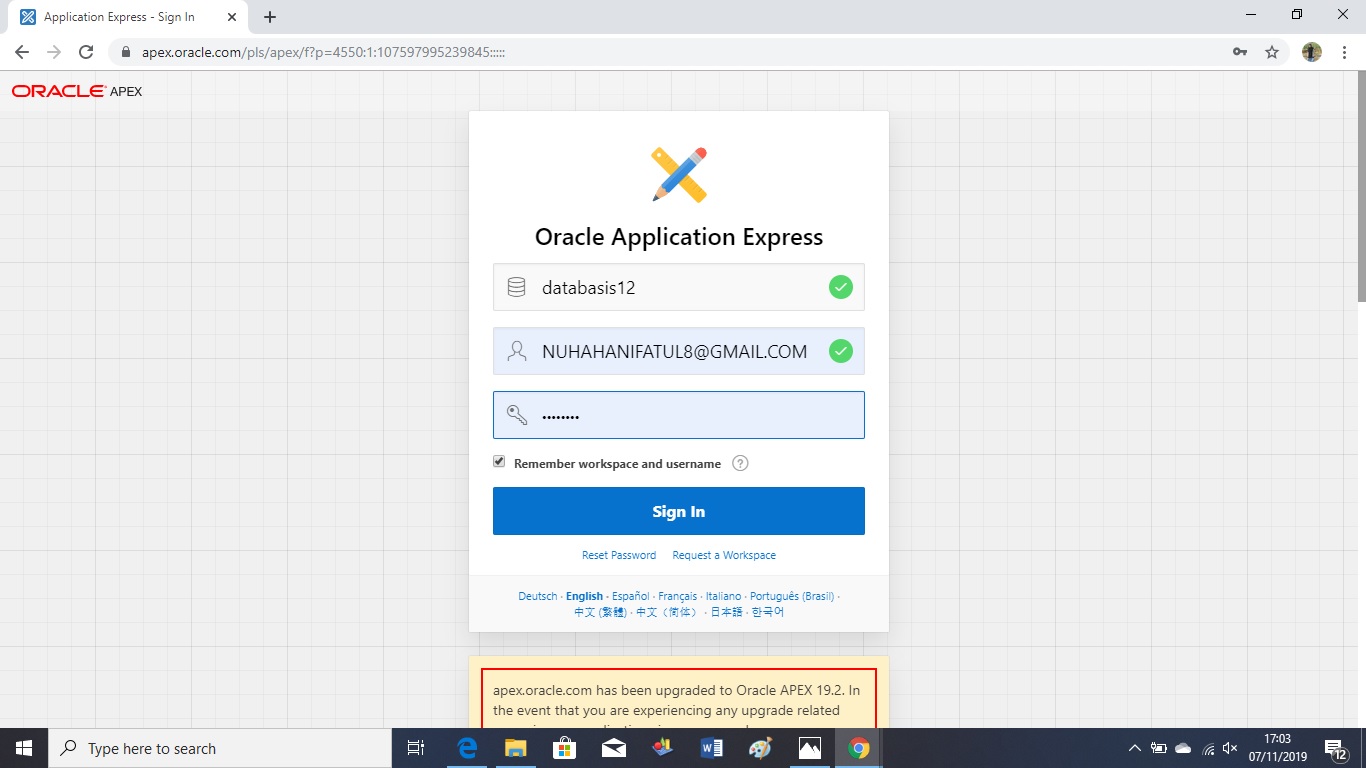 Application Express - Sign In
apex.oracle.com/pls/apex/f?p=4550:1:107597995239845:::::
ORACLE APEX
Oracle Application Express
databasis12
NUHAHANIFATUL8@GMAIL.COM
••••••••
Remember workspace and username ?
Sign In
Reset Password Request a Workspace
Deutsch · English · Español · Français · Italiano · Português (Brasil) ·
中文 (繁體) · 中文（简体） · 日本語 · 한국어
apex.oracle.com has been upgraded to Oracle APEX 19.2. In
the event that you are experiencing any upgrade related
Type here to search
17:03
07/11/2019
12